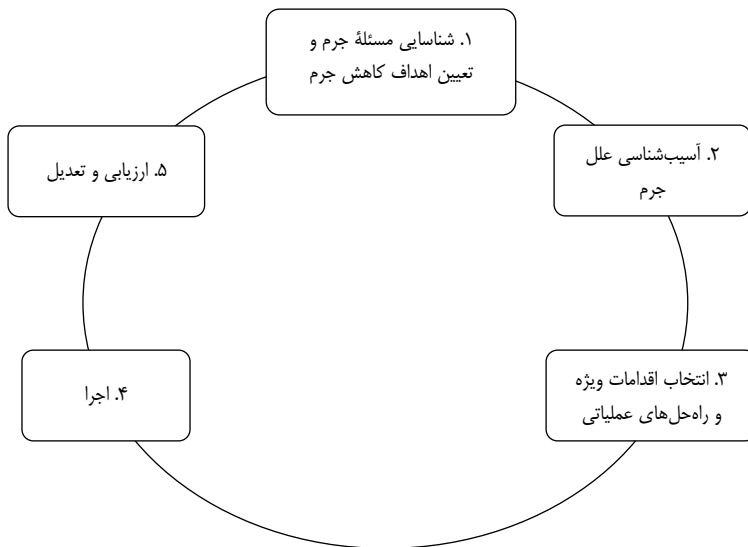 ۱. شناسایی مسئلهٔ جرم و
تعیین اهداف کاهش جرم
۲. آسیب‌شناسی علل
جرم
۳. انتخاب اقدامات ویژه
و راه‌حل‌های عملیاتی
۴. اجرا
۵. ارزیابی و تعدیل